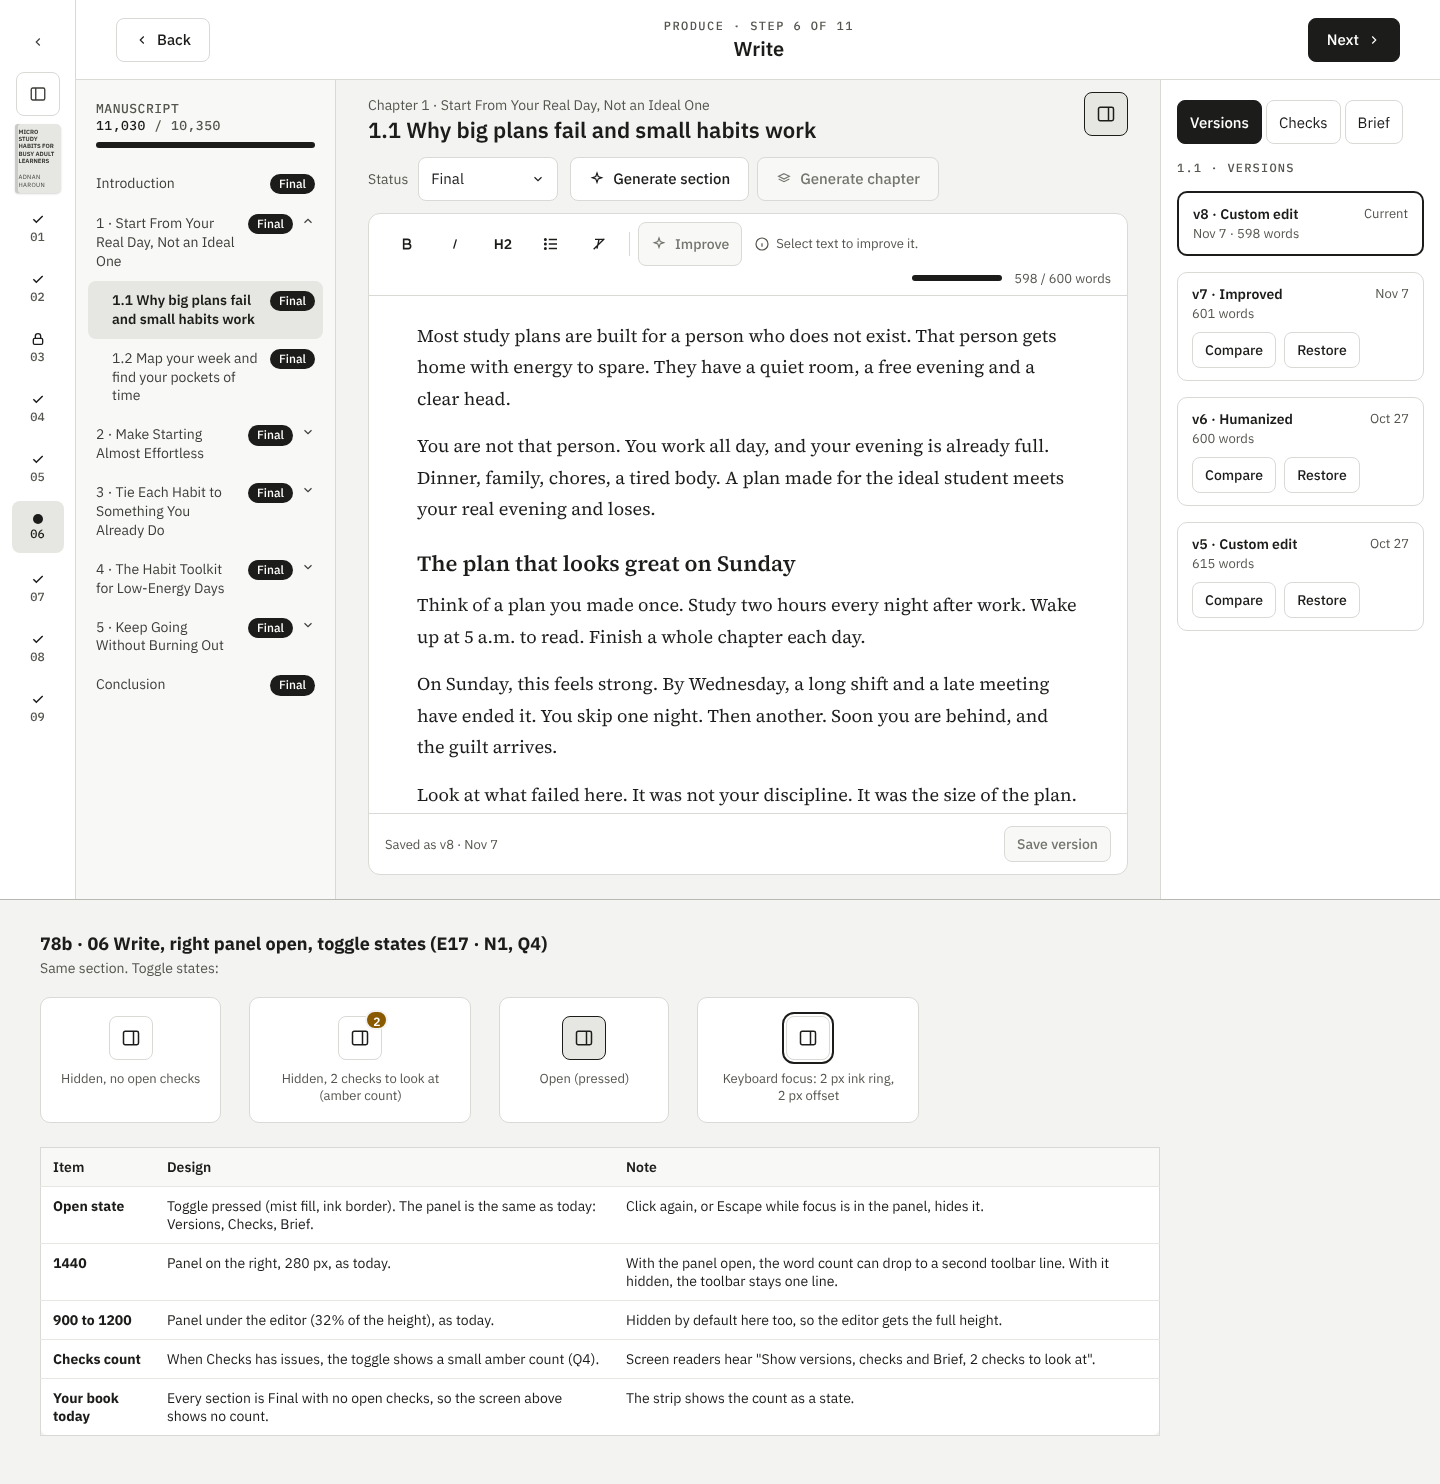 Back
PRODUCE · STEP 6 OF 11
Write
Next
MICRO
STUDY
HABITS FOR
BUSY ADULT
LEARNERS
ADNAN
HAROUN
01
02
03
04
05
06
07
08
09
MANUSCRIPT
11,030 / 10,350
Introduction Final
1 · Start From Your Final
Real Day, Not an Ideal
One
1.1 Why big plans fail Final
and small habits work
1.2 Map your week and Final
find your pockets of
time
2 · Make Starting Final
Almost Effortless
3 · Tie Each Habit to Final
Something You
Already Do
4 · The Habit Toolkit Final
for Low-Energy Days
5 · Keep Going Final
Without Burning Out
Conclusion Final
Chapter 1 · Start From Your Real Day, Not an Ideal One
1.1 Why big plans fail and small habits work
Status Final Generate section Generate chapter
B I H2 Improve Select text to improve it.
598 / 600 words
Most study plans are built for a person who does not exist. That person gets
home with energy to spare. They have a quiet room, a free evening and a
clear head.
You are not that person. You work all day, and your evening is already full.
Dinner, family, chores, a tired body. A plan made for the ideal student meets
your real evening and loses.
The plan that looks great on Sunday
Think of a plan you made once. Study two hours every night after work. Wake
up at 5 a.m. to read. Finish a whole chapter each day.
On Sunday, this feels strong. By Wednesday, a long shift and a late meeting
have ended it. You skip one night. Then another. Soon you are behind, and
the guilt arrives.
Look at what failed here. It was not your discipline. It was the size of the plan.
Saved as v8 · Nov 7 Save version
Versions Checks Brief
1.1 · VERSIONS
v8 · Custom edit Current
Nov 7 · 598 words
v7 · Improved Nov 7
601 words
Compare Restore
v6 · Humanized Oct 27
600 words
Compare Restore
v5 · Custom edit Oct 27
615 words
Compare Restore
78b · 06 Write, right panel open, toggle states (E17 · N1, Q4)
Same section. Toggle states:
Hidden, no open checks
2
Hidden, 2 checks to look at
(amber count)
Open (pressed)
Keyboard focus: 2 px ink ring,
2 px offset
Item Design Note
Open state Toggle pressed (mist fill, ink border). The panel is the same as today: Click again, or Escape while focus is in the panel, hides it.
Versions, Checks, Brief.
1440 Panel on the right, 280 px, as today. With the panel open, the word count can drop to a second toolbar line. With it
hidden, the toolbar stays one line.
900 to 1200 Panel under the editor (32% of the height), as today. Hidden by default here too, so the editor gets the full height.
Checks count When Checks has issues, the toggle shows a small amber count (Q4). Screen readers hear "Show versions, checks and Brief, 2 checks to look at".
Your book Every section is Final with no open checks, so the screen above The strip shows the count as a state.
today shows no count.